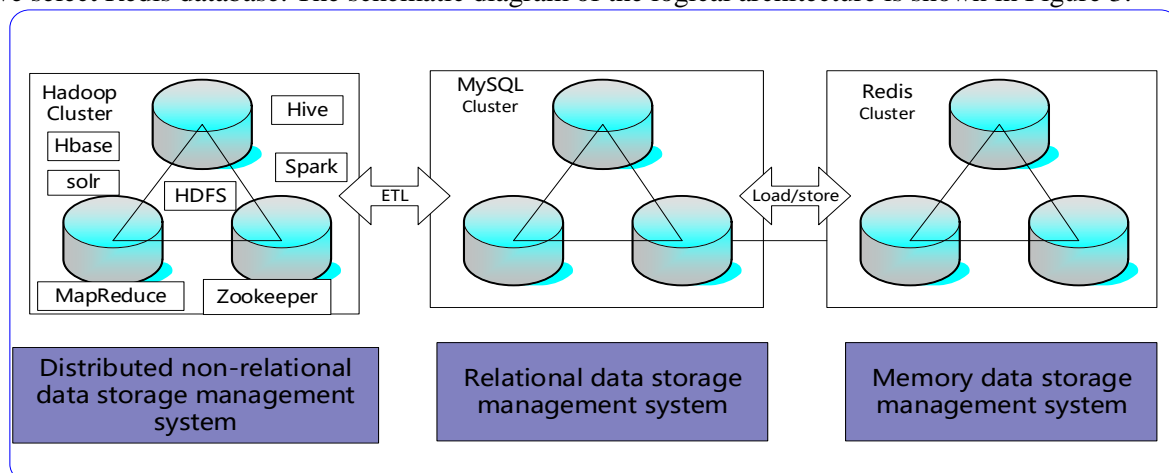 ve select Redis database. The schematic diagram of the logical architecture is shown in Figure 3.
Hadoop
Cluster
Hive
Hbase
Spark
solr
HDFS
MapReduce
Zookeeper
ETL
MySQL
Cluster
Load/store
Redis
Cluster
Distributed non-relational
data storage management
system
Relational data storage
management system
Memory data storage
management system